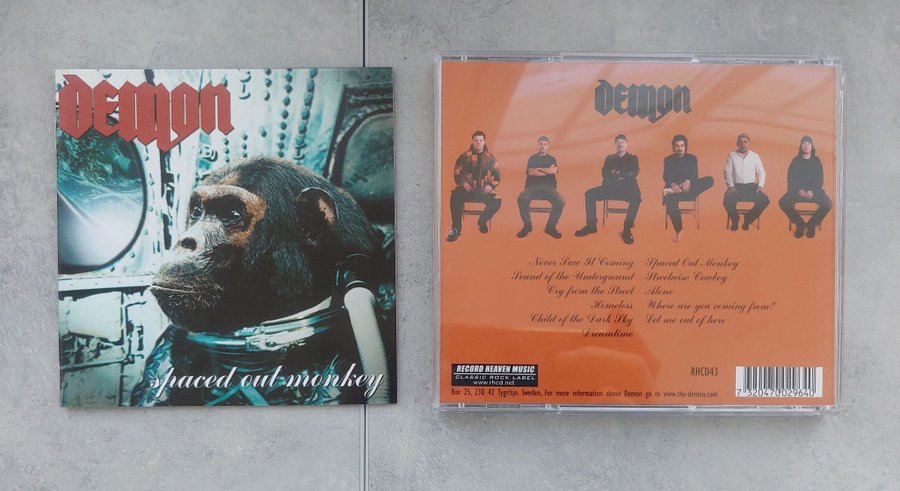 Demon
spaced out monkey
Demon
Never Saw It Coming
Sound of the Underground
Cry from the Street
Homeless
Child of the Dark Sky
Dreamtime
Spaced Out Monkey
Streetwise Cowboy
Alone
Where are you coming from?
Let me out of here
RECORD HEAVEN MUSIC
CLASSIC ROCK LABEL
www.rhcd.net
RHCD43
Box 25, 230 42 Tygelsjo, Sweden. For more information about Demon go to www.the-demon.com
7 320470 029640